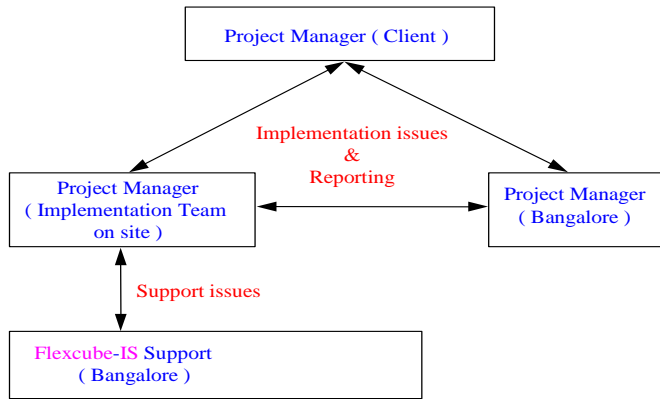 Project Manager ( Client )
Implementation issues
&
Reporting
Project Manager
( Implementation Team
on site )
Project Manager
( Bangalore )
Support issues
Flexcube-IS Support
( Bangalore )